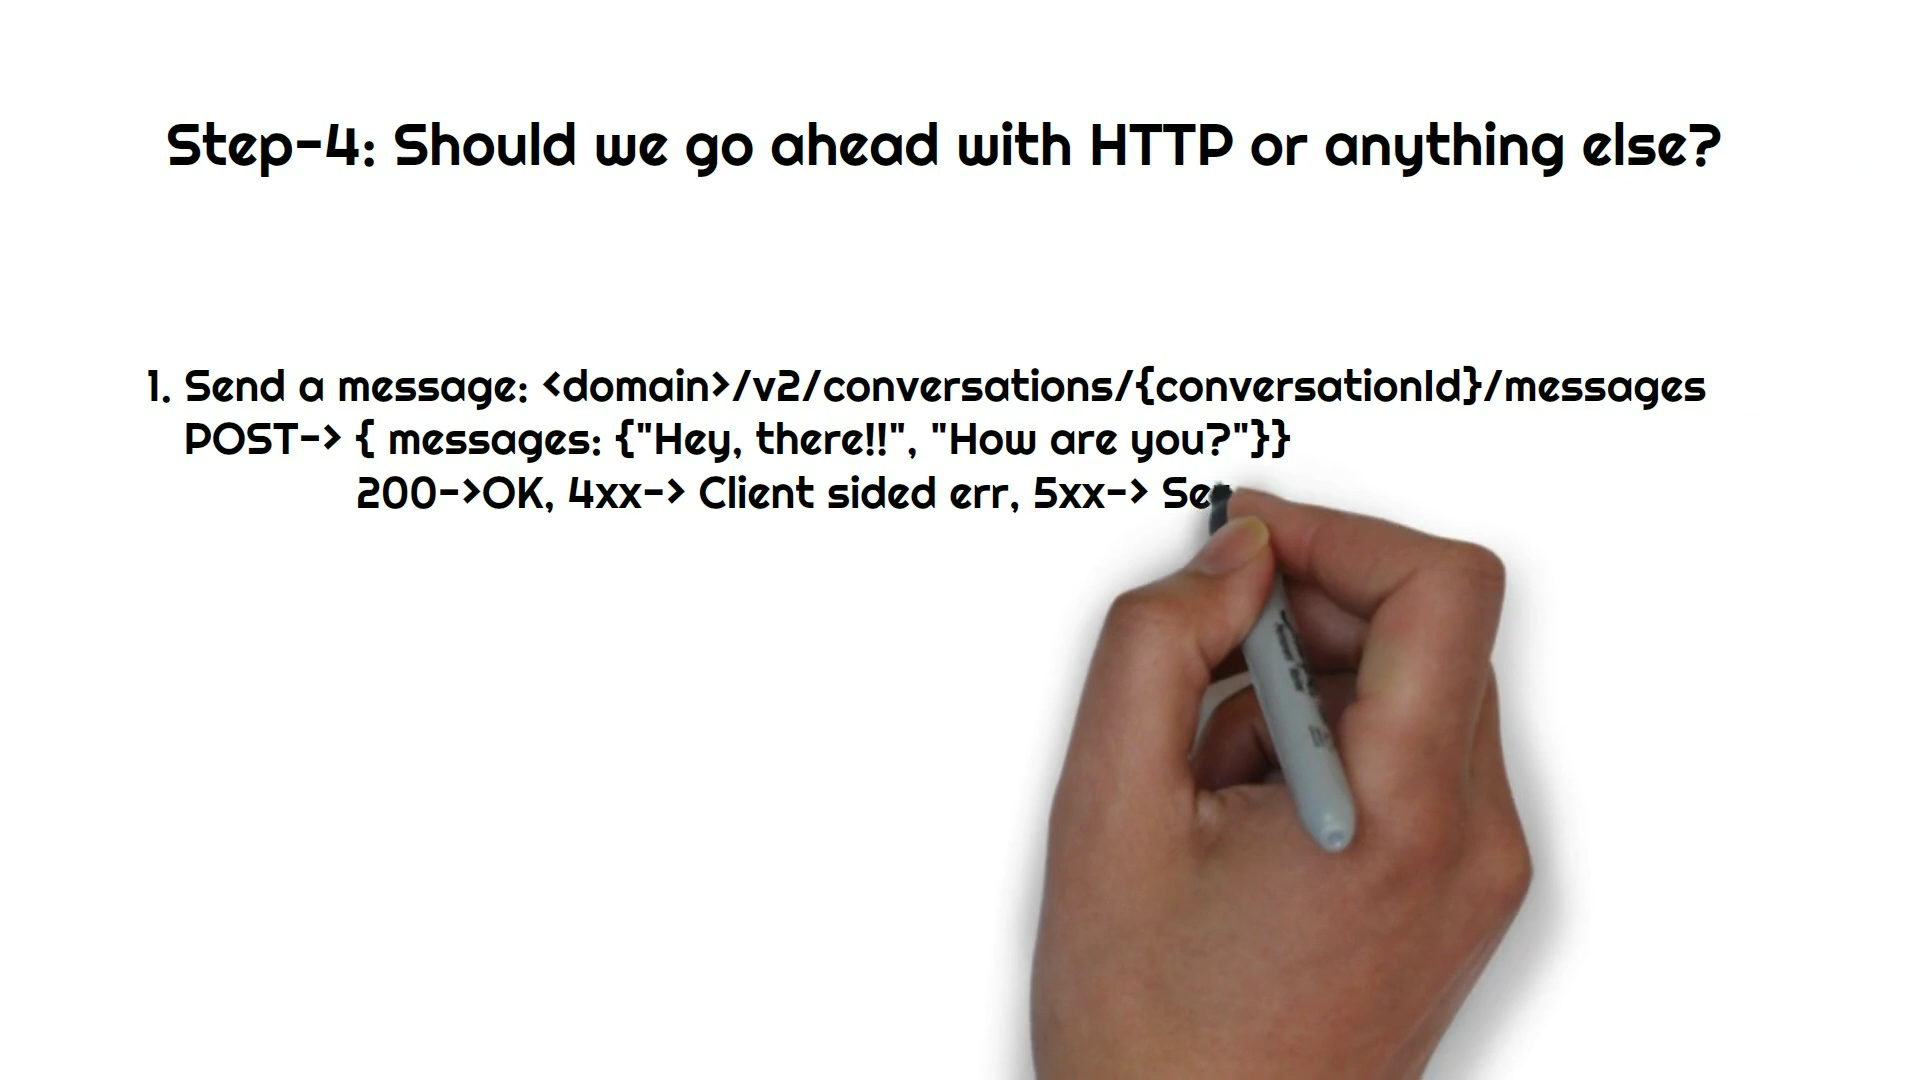 Step-4: Should we go ahead with HTTP or anything else?
1. Send a message: <domain>/v2/conversations/{conversationId}/messages
POST-> { messages: {"Hey, there!!", "How are you?"}}
200->OK, 4xx-> Client sided err, 5xx-> Ser